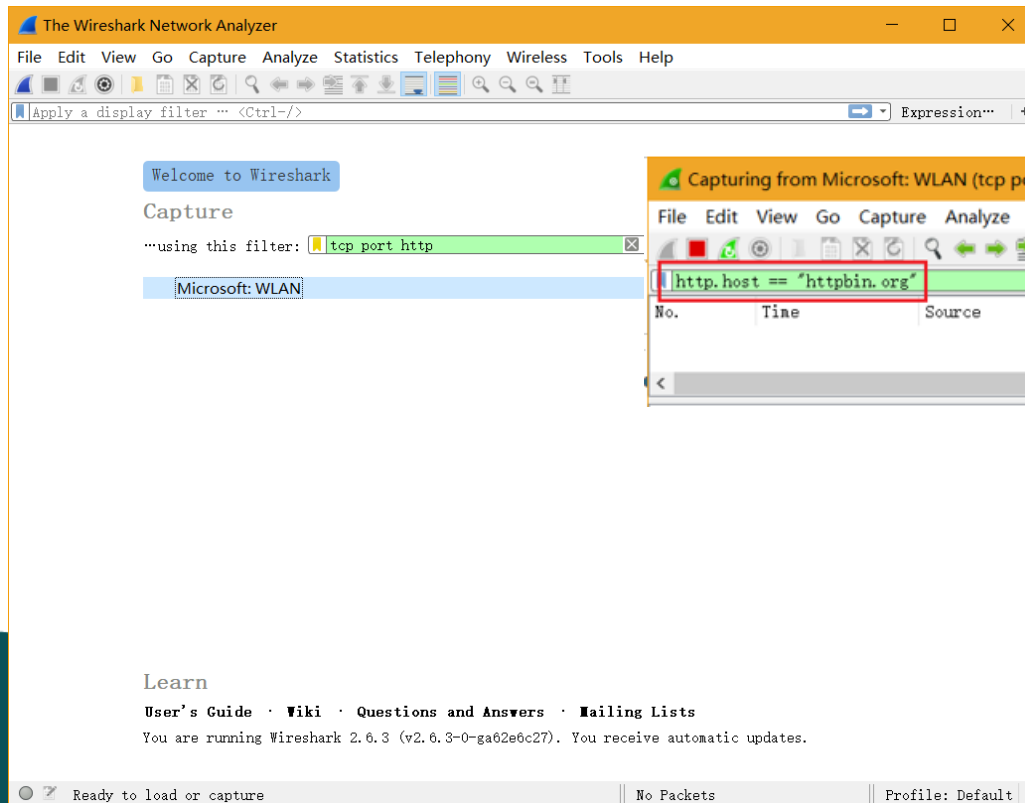 The Wireshark Network Analyzer
File Edit View Go Capture Analyze Statistics Telephony Wireless Tools Help
Apply a display filter … <Ctrl-/>
Expression…
+
Welcome to Wireshark
Capture
…using this filter: tcp port http
Microsoft: WLAN
Capturing from Microsoft: WLAN (tcp po
File Edit View Go Capture Analyze
http.host == "httpbin.org"
No. Time Source
Learn
User's Guide · Wiki · Questions and Answers · Mailing Lists
You are running Wireshark 2.6.3 (v2.6.3-0-ga62e6c27). You receive automatic updates.
Ready to load or capture
No Packets
Profile: Default